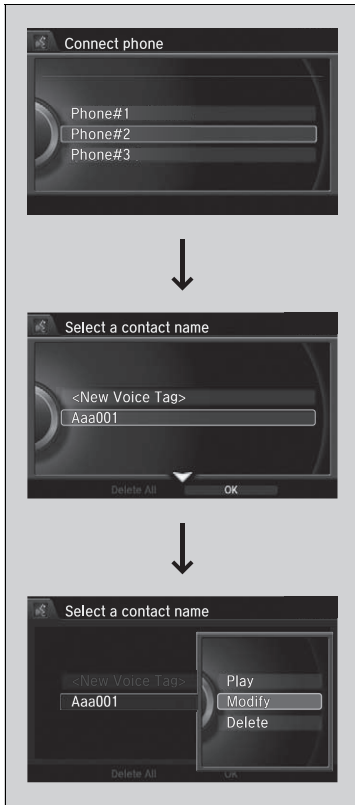 Connect phone
Phone#1
Phone#2
Phone#3
Select a contact name
<New Voice Tag>
Aaa001
Delete All OK
Select a contact name
<New Voice Tag> Play
Aaa001 Modify
Delete
Delete All OK